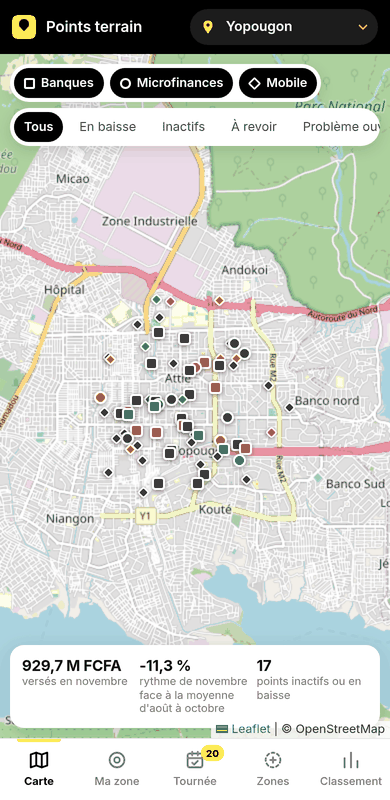 Points terrain
Yopougon
Banques
Microfinances
Mobile
Parc National
Tous
En baisse
Inactifs
À revoir
Problème ou
Micao
Zone Industrielle
Andokoi
Hôpital
Autoroute du Nord
Rue M2
Banco nord
Rue M2
Banco Sud
Kouté
Y1
Niangon
929,7 M FCFA
versés en novembre
-11,3 %
rythme de novembre
face à la moyenne
d'août à octobre
17
points inactifs ou en
baisse
Leaflet | © OpenStreetMap
20
Carte
Ma zone
Tournée
Zones
Classement